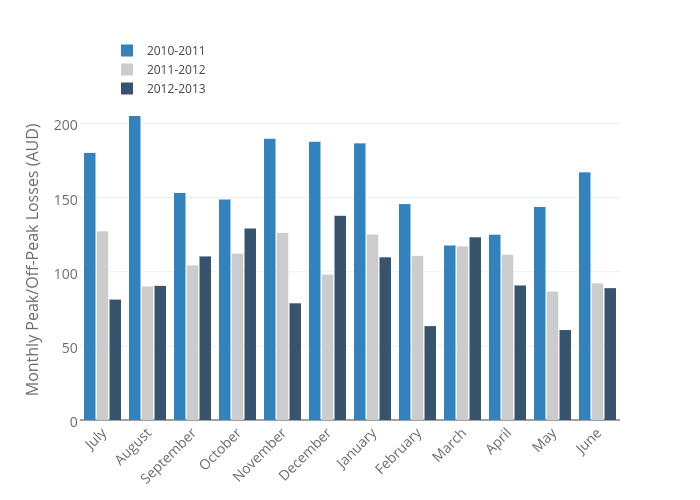 2010-2011
2011-2012
2012-2013
Monthly Peak/Off-Peak Losses (AUD)
200
150
100
50
0
July
August
September
October
November
December
January
February
March
April
May
June